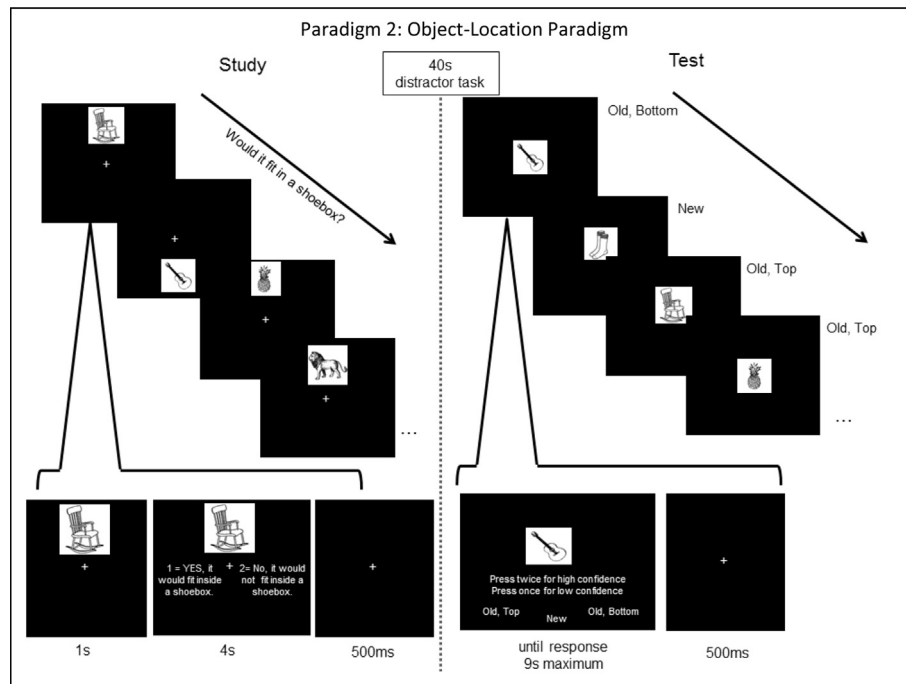 Paradigm 2: Object-Location Paradigm
Study
40s
distractor task
Test
Would it fit in a shoebox?
Old, Bottom
New
Old, Top
Old, Top
+
+
+
+
...
...
+
1 = YES, it
would fit inside
a shoebox.
+
2= No, it would
not fit inside a
shoebox.
+
1s
4s
500ms
Press twice for high confidence
Press once for low confidence
Old, Top
New
Old, Bottom
+
until response
9s maximum
500ms